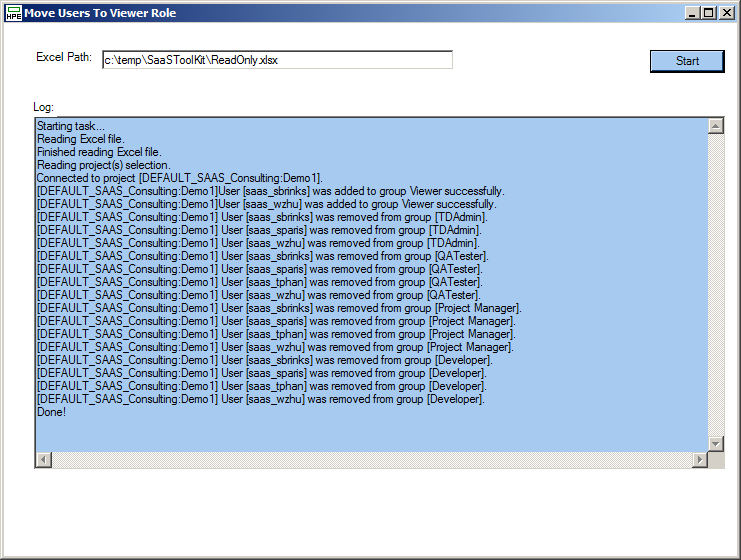 HPE Move Users To Viewer Role
Excel Path: c:\temp\SaaSToolKit\ReadOnly.xlsx Start
Log:
Starting task...
Reading Excel file.
Finished reading Excel file.
Reading project(s) selection.
Connected to project [DEFAULT_SAAS_Consulting:Demo1].
[DEFAULT_SAAS_Consulting:Demo1]User [saas_sbrinks] was added to group Viewer successfully.
[DEFAULT_SAAS_Consulting:Demo1]User [saas_wzhu] was added to group Viewer successfully.
[DEFAULT_SAAS_Consulting:Demo1] User [saas_sbrinks] was removed from group [TDAdmin].
[DEFAULT_SAAS_Consulting:Demo1] User [saas_sparis] was removed from group [TDAdmin].
[DEFAULT_SAAS_Consulting:Demo1] User [saas_wzhu] was removed from group [TDAdmin].
[DEFAULT_SAAS_Consulting:Demo1] User [saas_sbrinks] was removed from group [QATester].
[DEFAULT_SAAS_Consulting:Demo1] User [saas_sparis] was removed from group [QATester].
[DEFAULT_SAAS_Consulting:Demo1] User [saas_tphan] was removed from group [QATester].
[DEFAULT_SAAS_Consulting:Demo1] User [saas_wzhu] was removed from group [QATester].
[DEFAULT_SAAS_Consulting:Demo1] User [saas_sbrinks] was removed from group [Project Manager].
[DEFAULT_SAAS_Consulting:Demo1] User [saas_sparis] was removed from group [Project Manager].
[DEFAULT_SAAS_Consulting:Demo1] User [saas_tphan] was removed from group [Project Manager].
[DEFAULT_SAAS_Consulting:Demo1] User [saas_wzhu] was removed from group [Project Manager].
[DEFAULT_SAAS_Consulting:Demo1] User [saas_sbrinks] was removed from group [Developer].
[DEFAULT_SAAS_Consulting:Demo1] User [saas_sparis] was removed from group [Developer].
[DEFAULT_SAAS_Consulting:Demo1] User [saas_tphan] was removed from group [Developer].
[DEFAULT_SAAS_Consulting:Demo1] User [saas_wzhu] was removed from group [Developer].
Done!